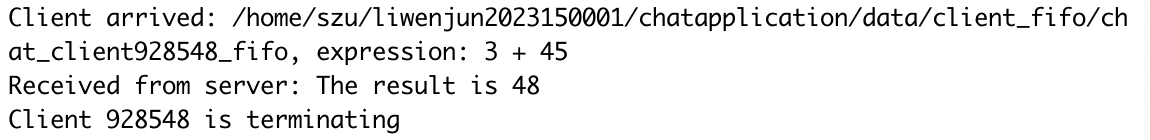 Client arrived: /home/szu/liwenjun2023150001/chatapplication/data/client_fifo/ch
at_client928548_fifo, expression: 3 + 45
Received from server: The result is 48
Client 928548 is terminating